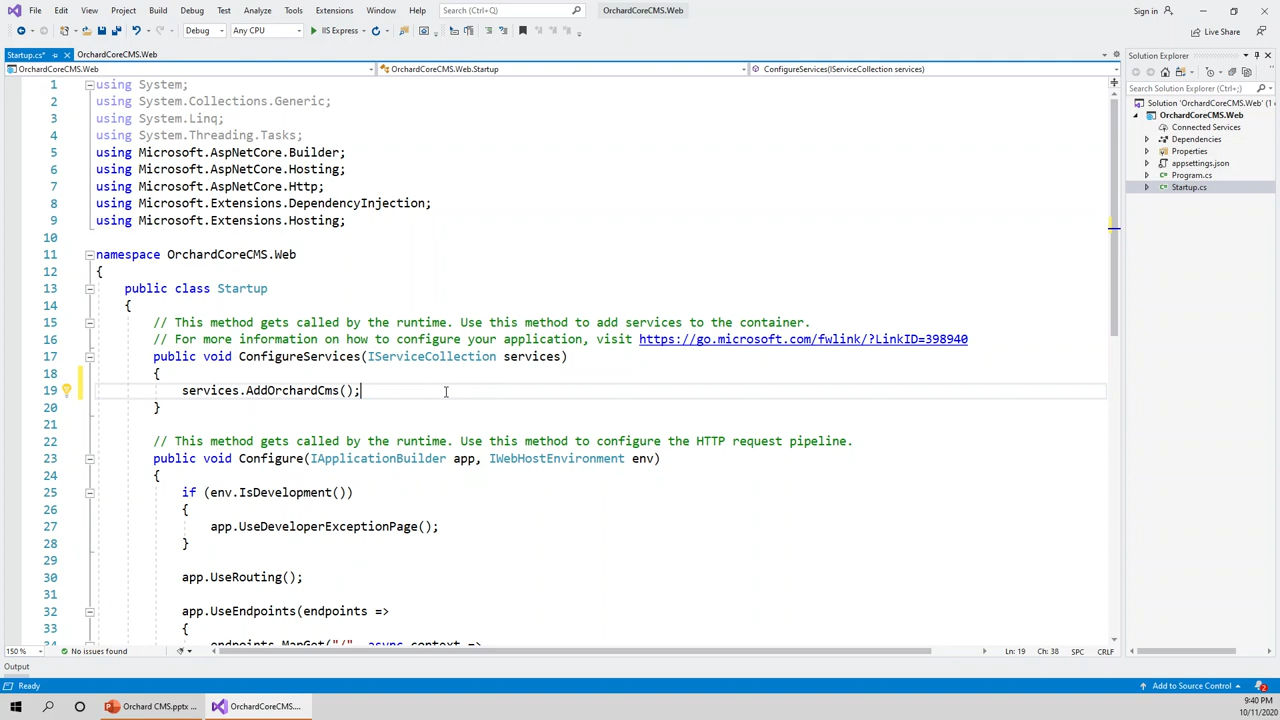 File Edit View Project Build Debug Test Analyze Tools Extensions Window Help Search (Ctrl+Q) OrchardCoreCMS.Web Sign in
Debug Any CPU IIS Express Live Share
Startup.cs* OrchardCoreCMS.Web Solution Explorer
OrchardCoreCMS.Web OrchardCoreCMS.Web.Startup ConfigureServices(IServiceCollection services)
Search Solution Explorer (Ctrl+;)
Solution 'OrchardCoreCMS.Web' (1
OrchardCoreCMS.Web
Connected Services
Dependencies
Properties
appsettings.json
Program.cs
Startup.cs
1 using System;
2 using System.Collections.Generic;
3 using System.Linq;
4 using System.Threading.Tasks;
5 using Microsoft.AspNetCore.Builder;
6 using Microsoft.AspNetCore.Hosting;
7 using Microsoft.AspNetCore.Http;
8 using Microsoft.Extensions.DependencyInjection;
9 using Microsoft.Extensions.Hosting;
10
11 namespace OrchardCoreCMS.Web
12 {
13 public class Startup
14 {
15 // This method gets called by the runtime. Use this method to add services to the container.
16 // For more information on how to configure your application, visit https://go.microsoft.com/fwlink/?LinkID=398940
17 public void ConfigureServices(IServiceCollection services)
18 {
19 services.AddOrchardCms();
20 }
21
22 // This method gets called by the runtime. Use this method to configure the HTTP request pipeline.
23 public void Configure(IApplicationBuilder app, IWebHostEnvironment env)
24 {
25 if (env.IsDevelopment())
26 {
27 app.UseDeveloperExceptionPage();
28 }
29
30 app.UseRouting();
31
32 app.UseEndpoints(endpoints =>
33 {
34 endpoints.MapGet("/", async context =>
150 % No issues found Ln: 19 Ch: 38 SPC CRLF
Output
Ready Add to Source Control 2
Orchard CMS.pptx ... OrchardCoreCMS....
9:40 PM
10/11/2020